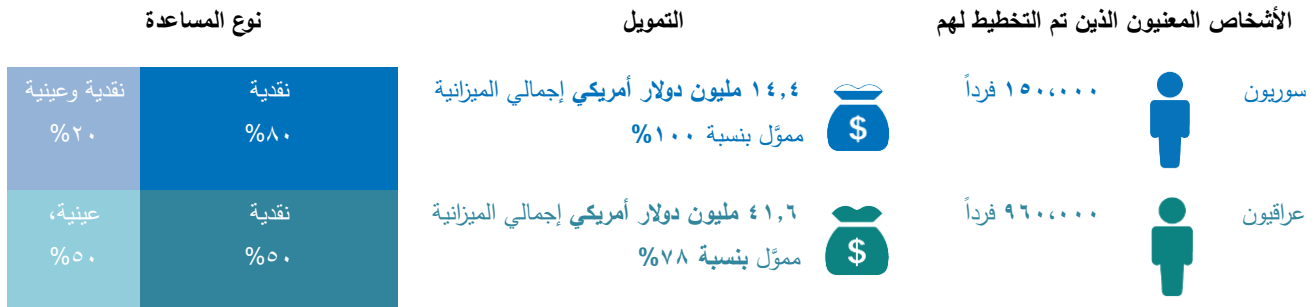 الأشخاص المعنيون الذين تم التخطيط لهم
التمويل
نوع المساعدة
سوريون
١٥٠،٠٠٠ فرداً
$
١٤,٤ مليون دولار أمريكي إجمالي الميزانية
مموَّل بنسبة ١٠٠%
نقدية
٨٠%
نقدية وعينية
٢٠%
عراقيون
٩٦٠،٠٠٠ فرداً
$
٤١,٦ مليون دولار أمريكي إجمالي الميزانية
مموَّل بنسبة ٧٨%
نقدية
٥٠%
عينية،
٥٠%